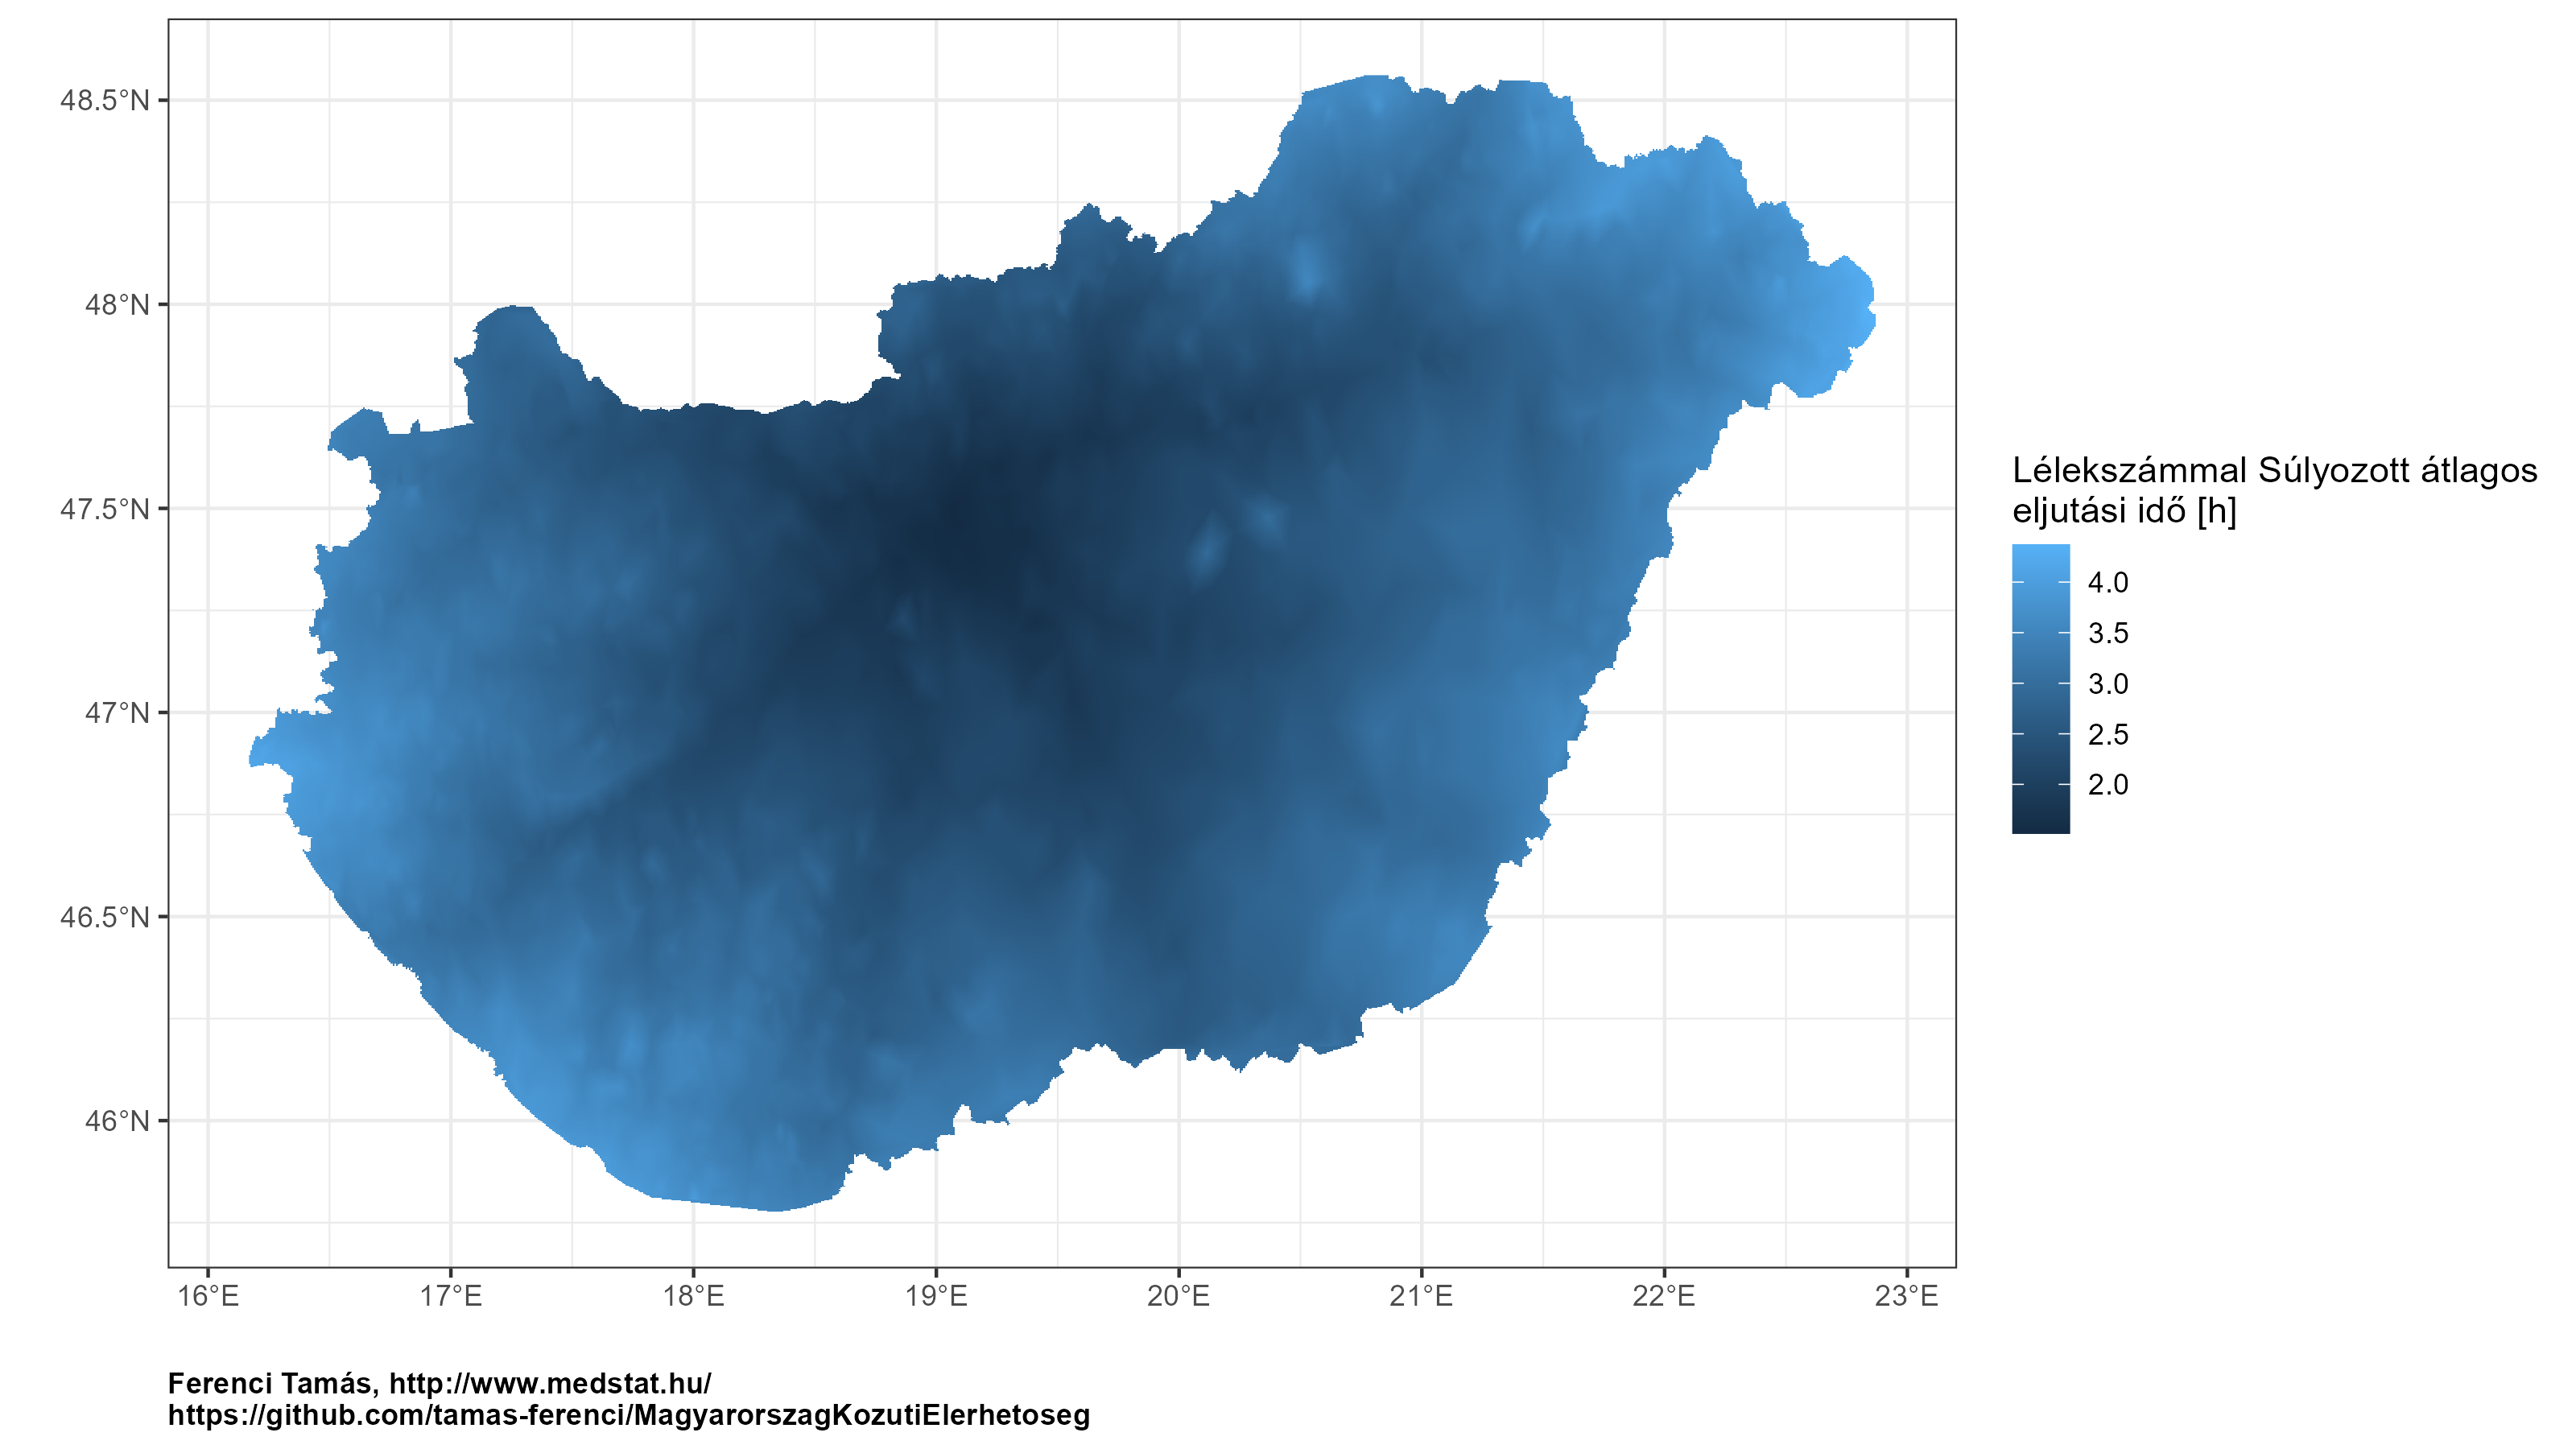 48.5°N
48°N
47.5°N
47°N
46.5°N
46°N
16°E 17°E 18°E 19°E 20°E 21°E 22°E 23°E
Lélekszámmal Súlyozott átlagos
eljutási idő [h]
4.0
3.5
3.0
2.5
2.0
Ferenci Tamás, http://www.medstat.hu/
https://github.com/tamas-ferenci/MagyarorszagKozutiElerhetoseg